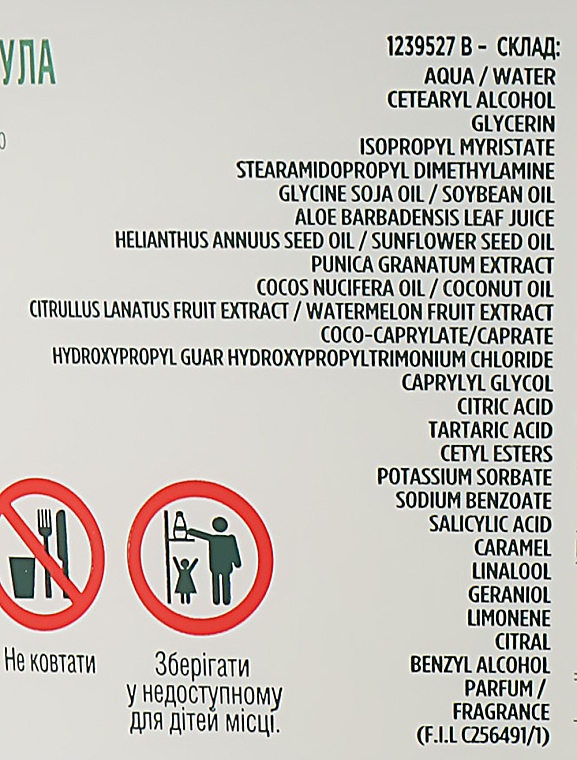 УЛА
1239527 B - СКЛАД:
AQUA / WATER
CETEARYL ALCOHOL
GLYCERIN
ISOPROPYL MYRISTATE
STEARAMIDOPROPYL DIMETHYLAMINE
GLYCINE SOJA OIL / SOYBEAN OIL
ALOE BARBADENSIS LEAF JUICE
HELIANTHUS ANNUUS SEED OIL / SUNFLOWER SEED OIL
PUNICA GRANATUM EXTRACT
COCOS NUCIFERA OIL / COCONUT OIL
CITRULLUS LANATUS FRUIT EXTRACT / WATERMELON FRUIT EXTRACT
COCO-CAPRYLATE/CAPRATE
HYDROXYPROPYL GUAR HYDROXYPROPYLTRIMONIUM CHLORIDE
CAPRYLYL GLYCOL
CITRIC ACID
TARTARIC ACID
CETYL ESTERS
POTASSIUM SORBATE
SODIUM BENZOATE
SALICYLIC ACID
CARAMEL
LINALOOL
GERANIOL
LIMONENE
CITRAL
BENZYL ALCOHOL
PARFUM /
FRAGRANCE
(F.I.L C256491/1)
Не ковтати
Зберігати
у недоступному
для дітей місці.